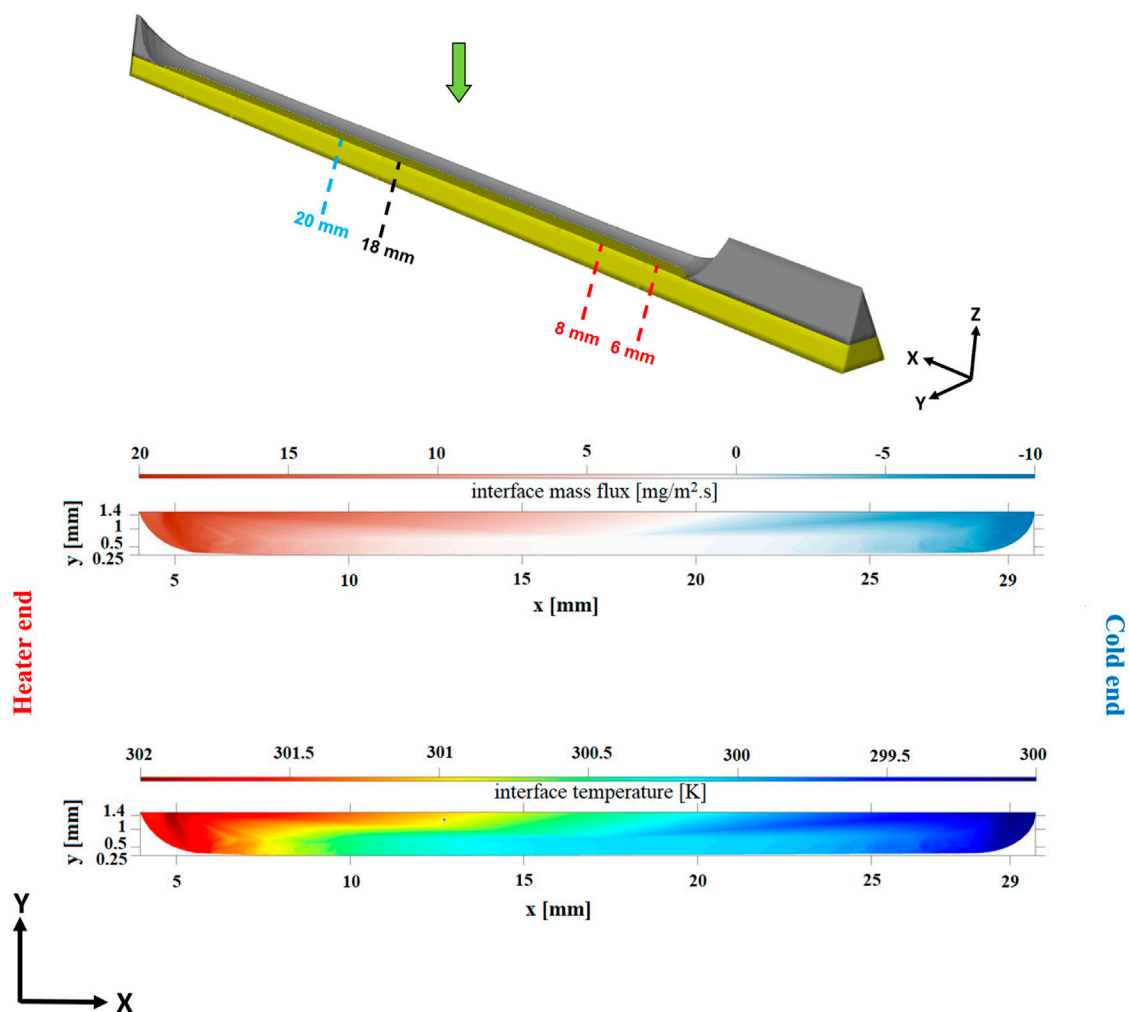 20 mm
18 mm
8 mm
6 mm
Z
X
Y
20 15 10 5 0 -5 -10
interface mass flux [mg/m².s]
y [mm]
1.4
1
0.5
0.25
5 10 15 20 25 29
x [mm]
Heater end
Cold end
302 301.5 301 300.5 300 299.5 300
interface temperature [K]
y [mm]
1.4
1
0.5
0.25
5 10 15 20 25 29
x [mm]
Y
X